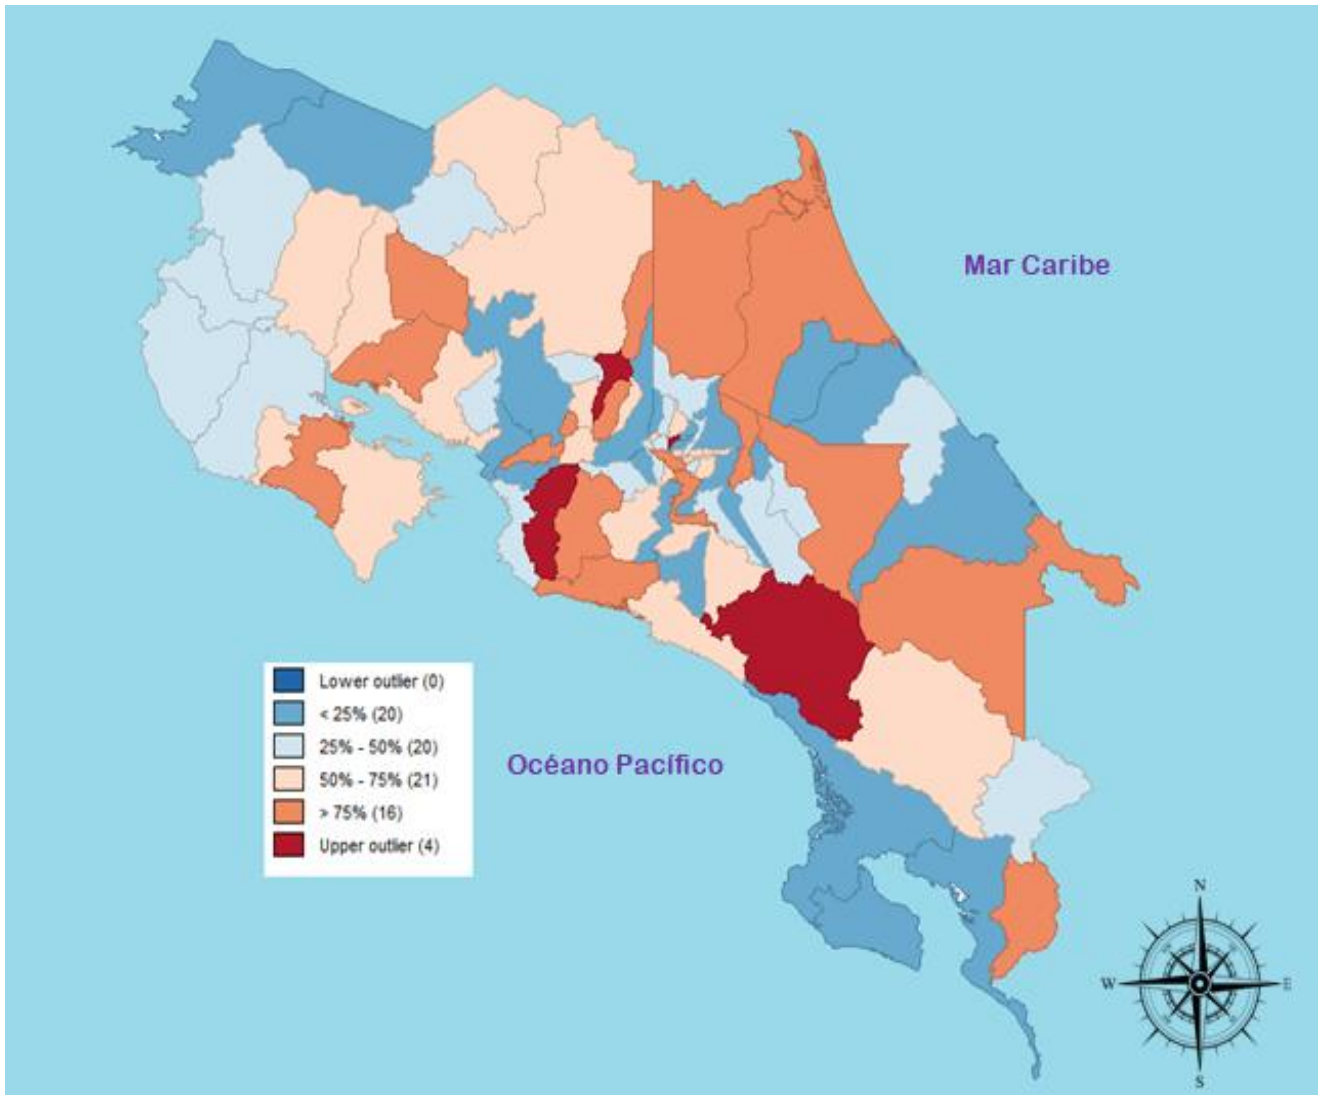 Mar Caribe
Lower outlier (0)
< 25% (20)
25% - 50% (20)
50% - 75% (21)
> 75% (16)
Upper outlier (4)
Océano Pacífico
N
W
E
S